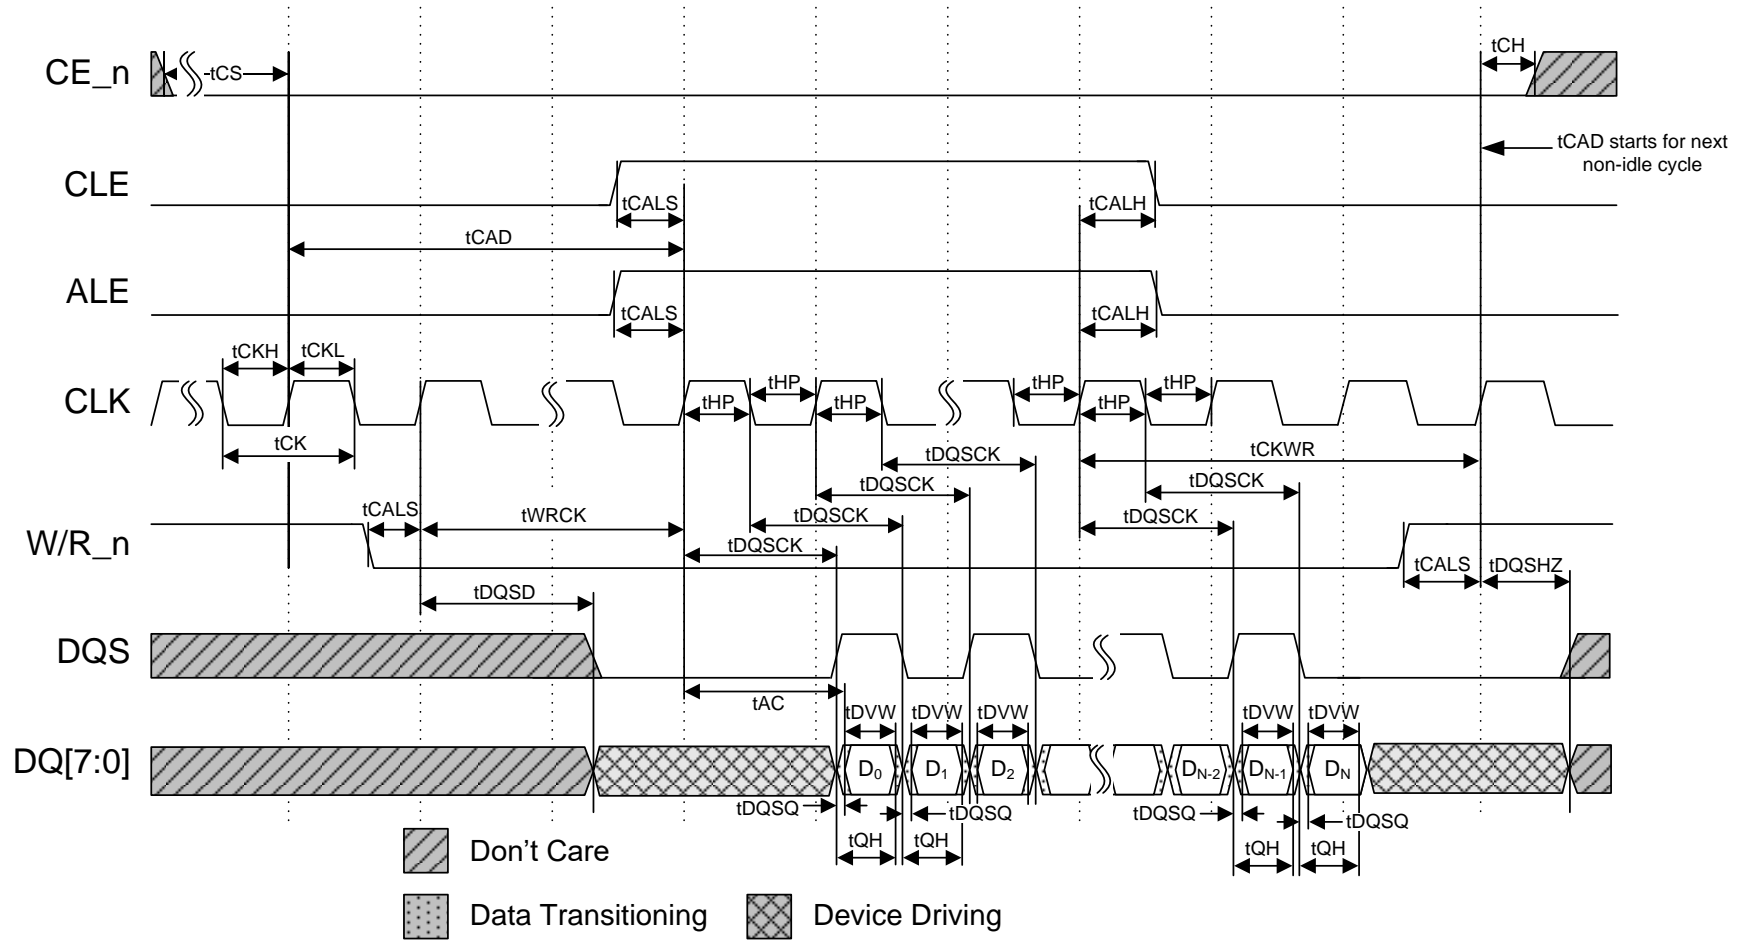 tCH
CE_n
tCS
tCAD starts for next
non-idle cycle
CLE
tCALS
tCALH
tCAD
ALE
tCALS
tCALH
tCKH
tCKL
CLK
tHP
tHP
tHP
tHP
tHP
tHP
tHP
tCK
tDQSCK
tCKWR
tDQSCK
tDQSCK
tCALS
tWRCK
tDQSCK
tDQSCK
W/R_n
tDQSCK
tCALS
tDQSHZ
tDQSD
DQS
tAC
tDVW
tDVW
tDVW
tDVW
tDVW
DQ[7:0]
D0
D1
D2
DN-2
DN-1
DN
tDQSQ
tDQSQ
tDQSQ
tDQSQ
tQH
tQH
tQH
tQH
Don't Care
Data Transitioning
Device Driving